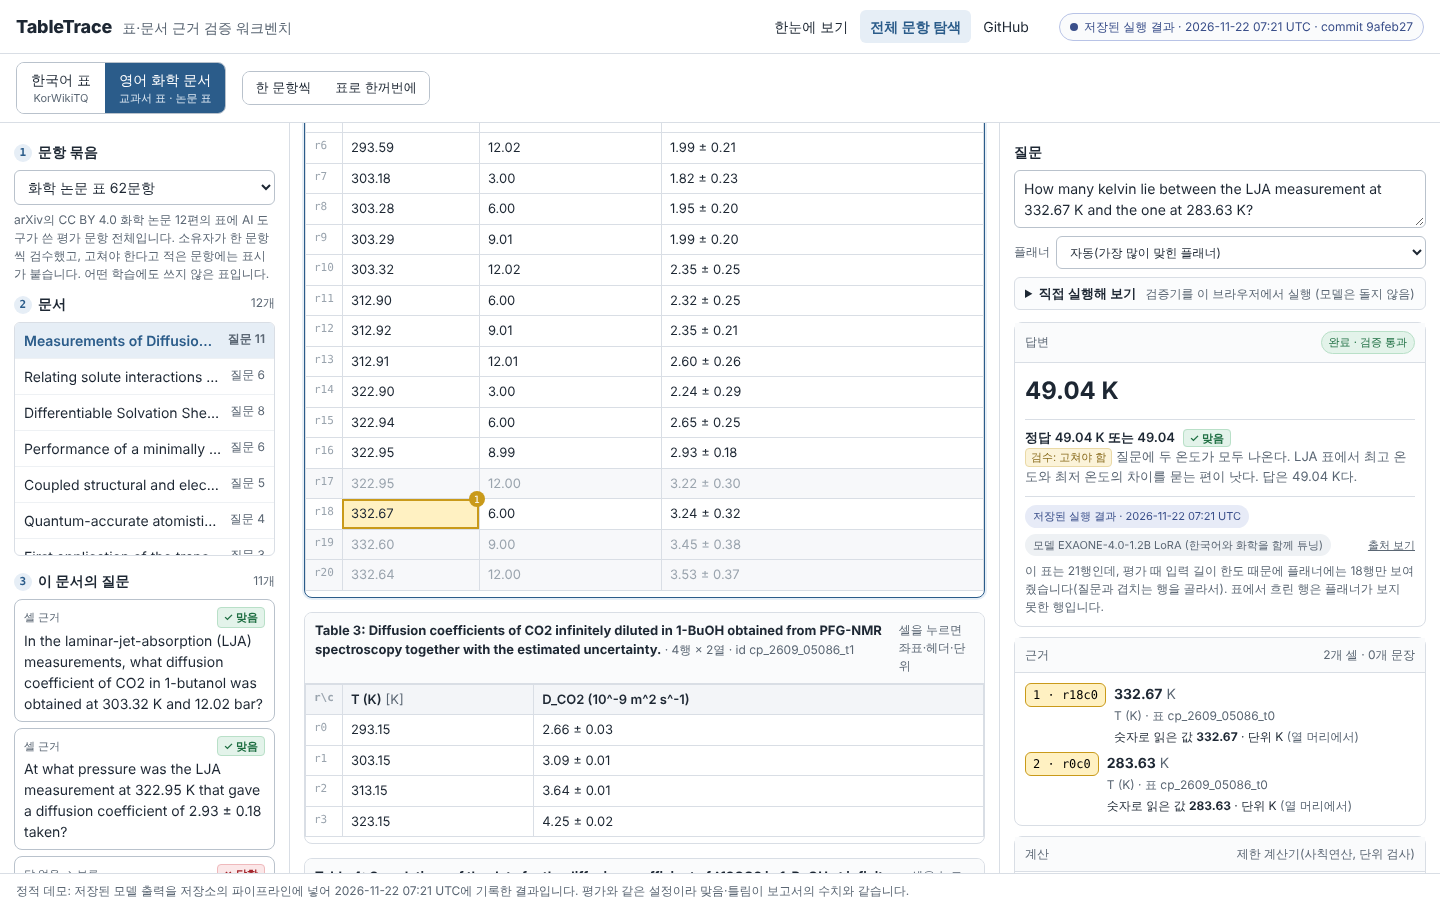 TableTrace 표·문서 근거 검증 워크벤치
한눈에 보기
전체 문항 탐색
GitHub
저장된 실행 결과 · 2026-11-22 07:21 UTC · commit 9afeb27
한국어 표
KorWikiTQ
영어 화학 문서
교과서 표 · 논문 표
한 문항씩
표로 한꺼번에
1 문항 묶음
화학 논문 표 62문항
arXiv의 CC BY 4.0 화학 논문 12편의 표에 AI 도
구가 쓴 평가 문항 전체입니다. 소유자가 한 문항
씩 검수했고, 고쳐야 한다고 적은 문항에는 표시
가 붙습니다. 어떤 학습에도 쓰지 않은 표입니다.
2 문서 12개
Measurements of Diffusio... 질문 11
Relating solute interactions ... 질문 6
Differentiable Solvation She... 질문 8
Performance of a minimally ... 질문 6
Coupled structural and elec... 질문 5
Quantum-accurate atomisti... 질문 4
First application of the trans... 질문 3
3 이 문서의 질문 11개
셀 근거 ✓ 맞음
In the laminar-jet-absorption (LJA)
measurements, what diffusion
coefficient of CO2 in 1-butanol was
obtained at 303.32 K and 12.02 bar?
셀 근거 ✓ 맞음
At what pressure was the LJA
measurement at 322.95 K that gave
a diffusion coefficient of 2.93 ± 0.18
taken?
r6 293.59 12.02 1.99 ± 0.21
r7 303.18 3.00 1.82 ± 0.23
r8 303.28 6.00 1.95 ± 0.20
r9 303.29 9.01 1.99 ± 0.20
r10 303.32 12.02 2.35 ± 0.25
r11 312.90 6.00 2.32 ± 0.25
r12 312.92 9.01 2.35 ± 0.21
r13 312.91 12.01 2.60 ± 0.26
r14 322.90 3.00 2.24 ± 0.29
r15 322.94 6.00 2.65 ± 0.25
r16 322.95 8.99 2.93 ± 0.18
r17 322.95 12.00 3.22 ± 0.30
r18 332.67 1 6.00 3.24 ± 0.32
r19 332.60 9.00 3.45 ± 0.38
r20 332.64 12.00 3.53 ± 0.37
Table 3: Diffusion coefficients of CO2 infinitely diluted in 1-BuOH obtained from PFG-NMR
spectroscopy together with the estimated uncertainty. · 4행 × 2열 · id cp_2609_05086_t1
셀을 누르면
좌표·헤더·단
위
r\c T (K) [K] D_CO2 (10^-9 m^2 s^-1)
r0 293.15 2.66 ± 0.03
r1 303.15 3.09 ± 0.01
r2 313.15 3.64 ± 0.01
r3 323.15 4.25 ± 0.02
질문
How many kelvin lie between the LJA measurement at
332.67 K and the one at 283.63 K?
플래너 자동(가장 많이 맞힌 플래너)
▶ 직접 실행해 보기 검증기를 이 브라우저에서 실행 (모델은 돌지 않음)
답변 완료 · 검증 통과
49.04 K
정답 49.04 K 또는 49.04 ✓ 맞음
검수: 고쳐야 함 질문에 두 온도가 모두 나온다. LJA 표에서 최고 온
도와 최저 온도의 차이를 묻는 편이 낫다. 답은 49.04 K다.
저장된 실행 결과 · 2026-11-22 07:21 UTC
모델 EXAONE-4.0-1.2B LoRA (한국어와 화학을 함께 튜닝) 출처 보기
이 표는 21행인데, 평가 때 입력 길이 한도 때문에 플래너에는 18행만 보여
줬습니다(질문과 겹치는 행을 골라서). 표에서 흐린 행은 플래너가 보지
못한 행입니다.
근거 2개 셀 · 0개 문장
1 · r18c0 332.67 K
T (K) · 표 cp_2609_05086_t0
숫자로 읽은 값 332.67 · 단위 K (열 머리에서)
2 · r0c0 283.63 K
T (K) · 표 cp_2609_05086_t0
숫자로 읽은 값 283.63 · 단위 K (열 머리에서)
계산 제한 계산기(사칙연산, 단위 검사)
정적 데모: 저장된 모델 출력을 저장소의 파이프라인에 넣어 2026-11-22 07:21 UTC에 기록한 결과입니다. 평가와 같은 설정이라 맞음·틀림이 보고서의 수치와 같습니다.